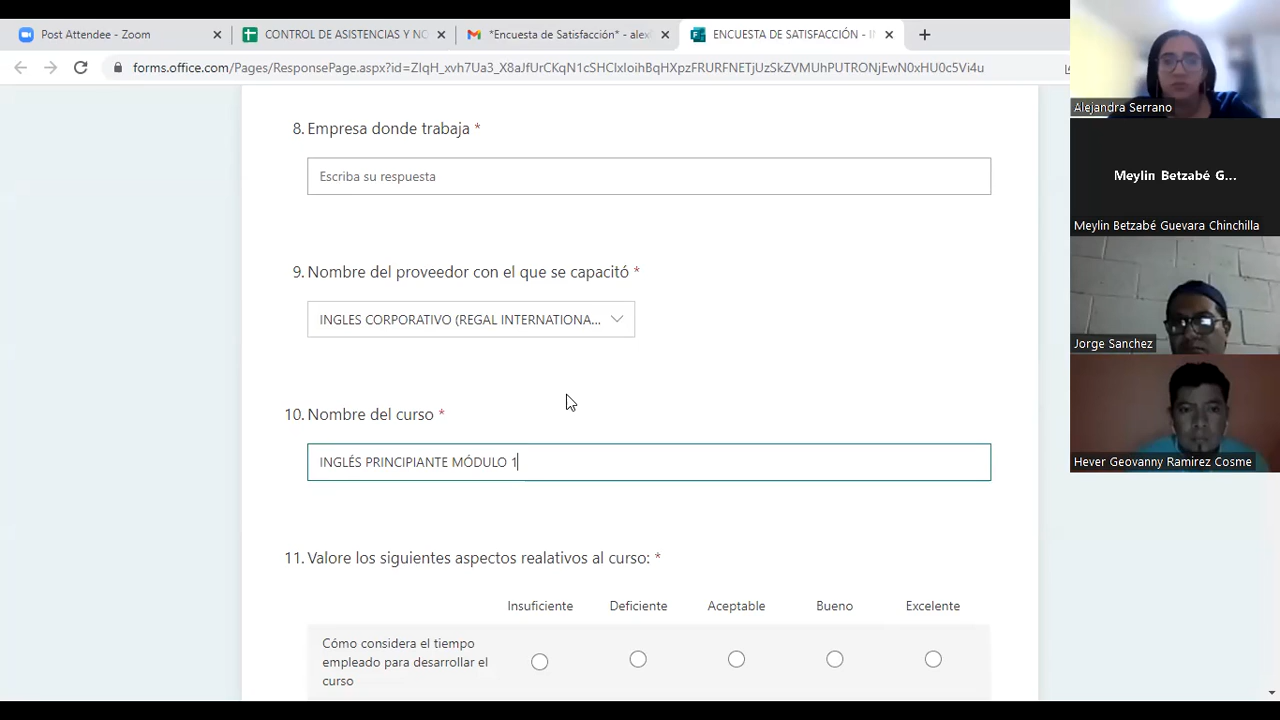 Post Attendee - Zoom
CONTROL DE ASISTENCIAS Y NO
*Encuesta de Satisfacción* - alex
ENCUESTA DE SATISFACCIÓN - I
forms.office.com/Pages/ResponsePage.aspx?id=ZIqH_xvh7Ua3_X8aJfUrCKqN1cSHClxIoihBqHXpzFRURFNETjUzSkZVMUhPUTRONjEwN0xHU0c5Vi4u
8. Empresa donde trabaja *
Escriba su respuesta
9. Nombre del proveedor con el que se capacitó *
INGLES CORPORATIVO (REGAL INTERNATIONA...
10. Nombre del curso *
INGLÉS PRINCIPIANTE MÓDULO 1
11. Valore los siguientes aspectos realativos al curso: *
Insuficiente Deficiente Aceptable Bueno Excelente
Cómo considera el tiempo
empleado para desarrollar el
curso
Alejandra Serrano
Meylin Betzabé G...
Meylin Betzabé Guevara Chinchilla
Jorge Sanchez
Hever Geovanny Ramirez Cosme